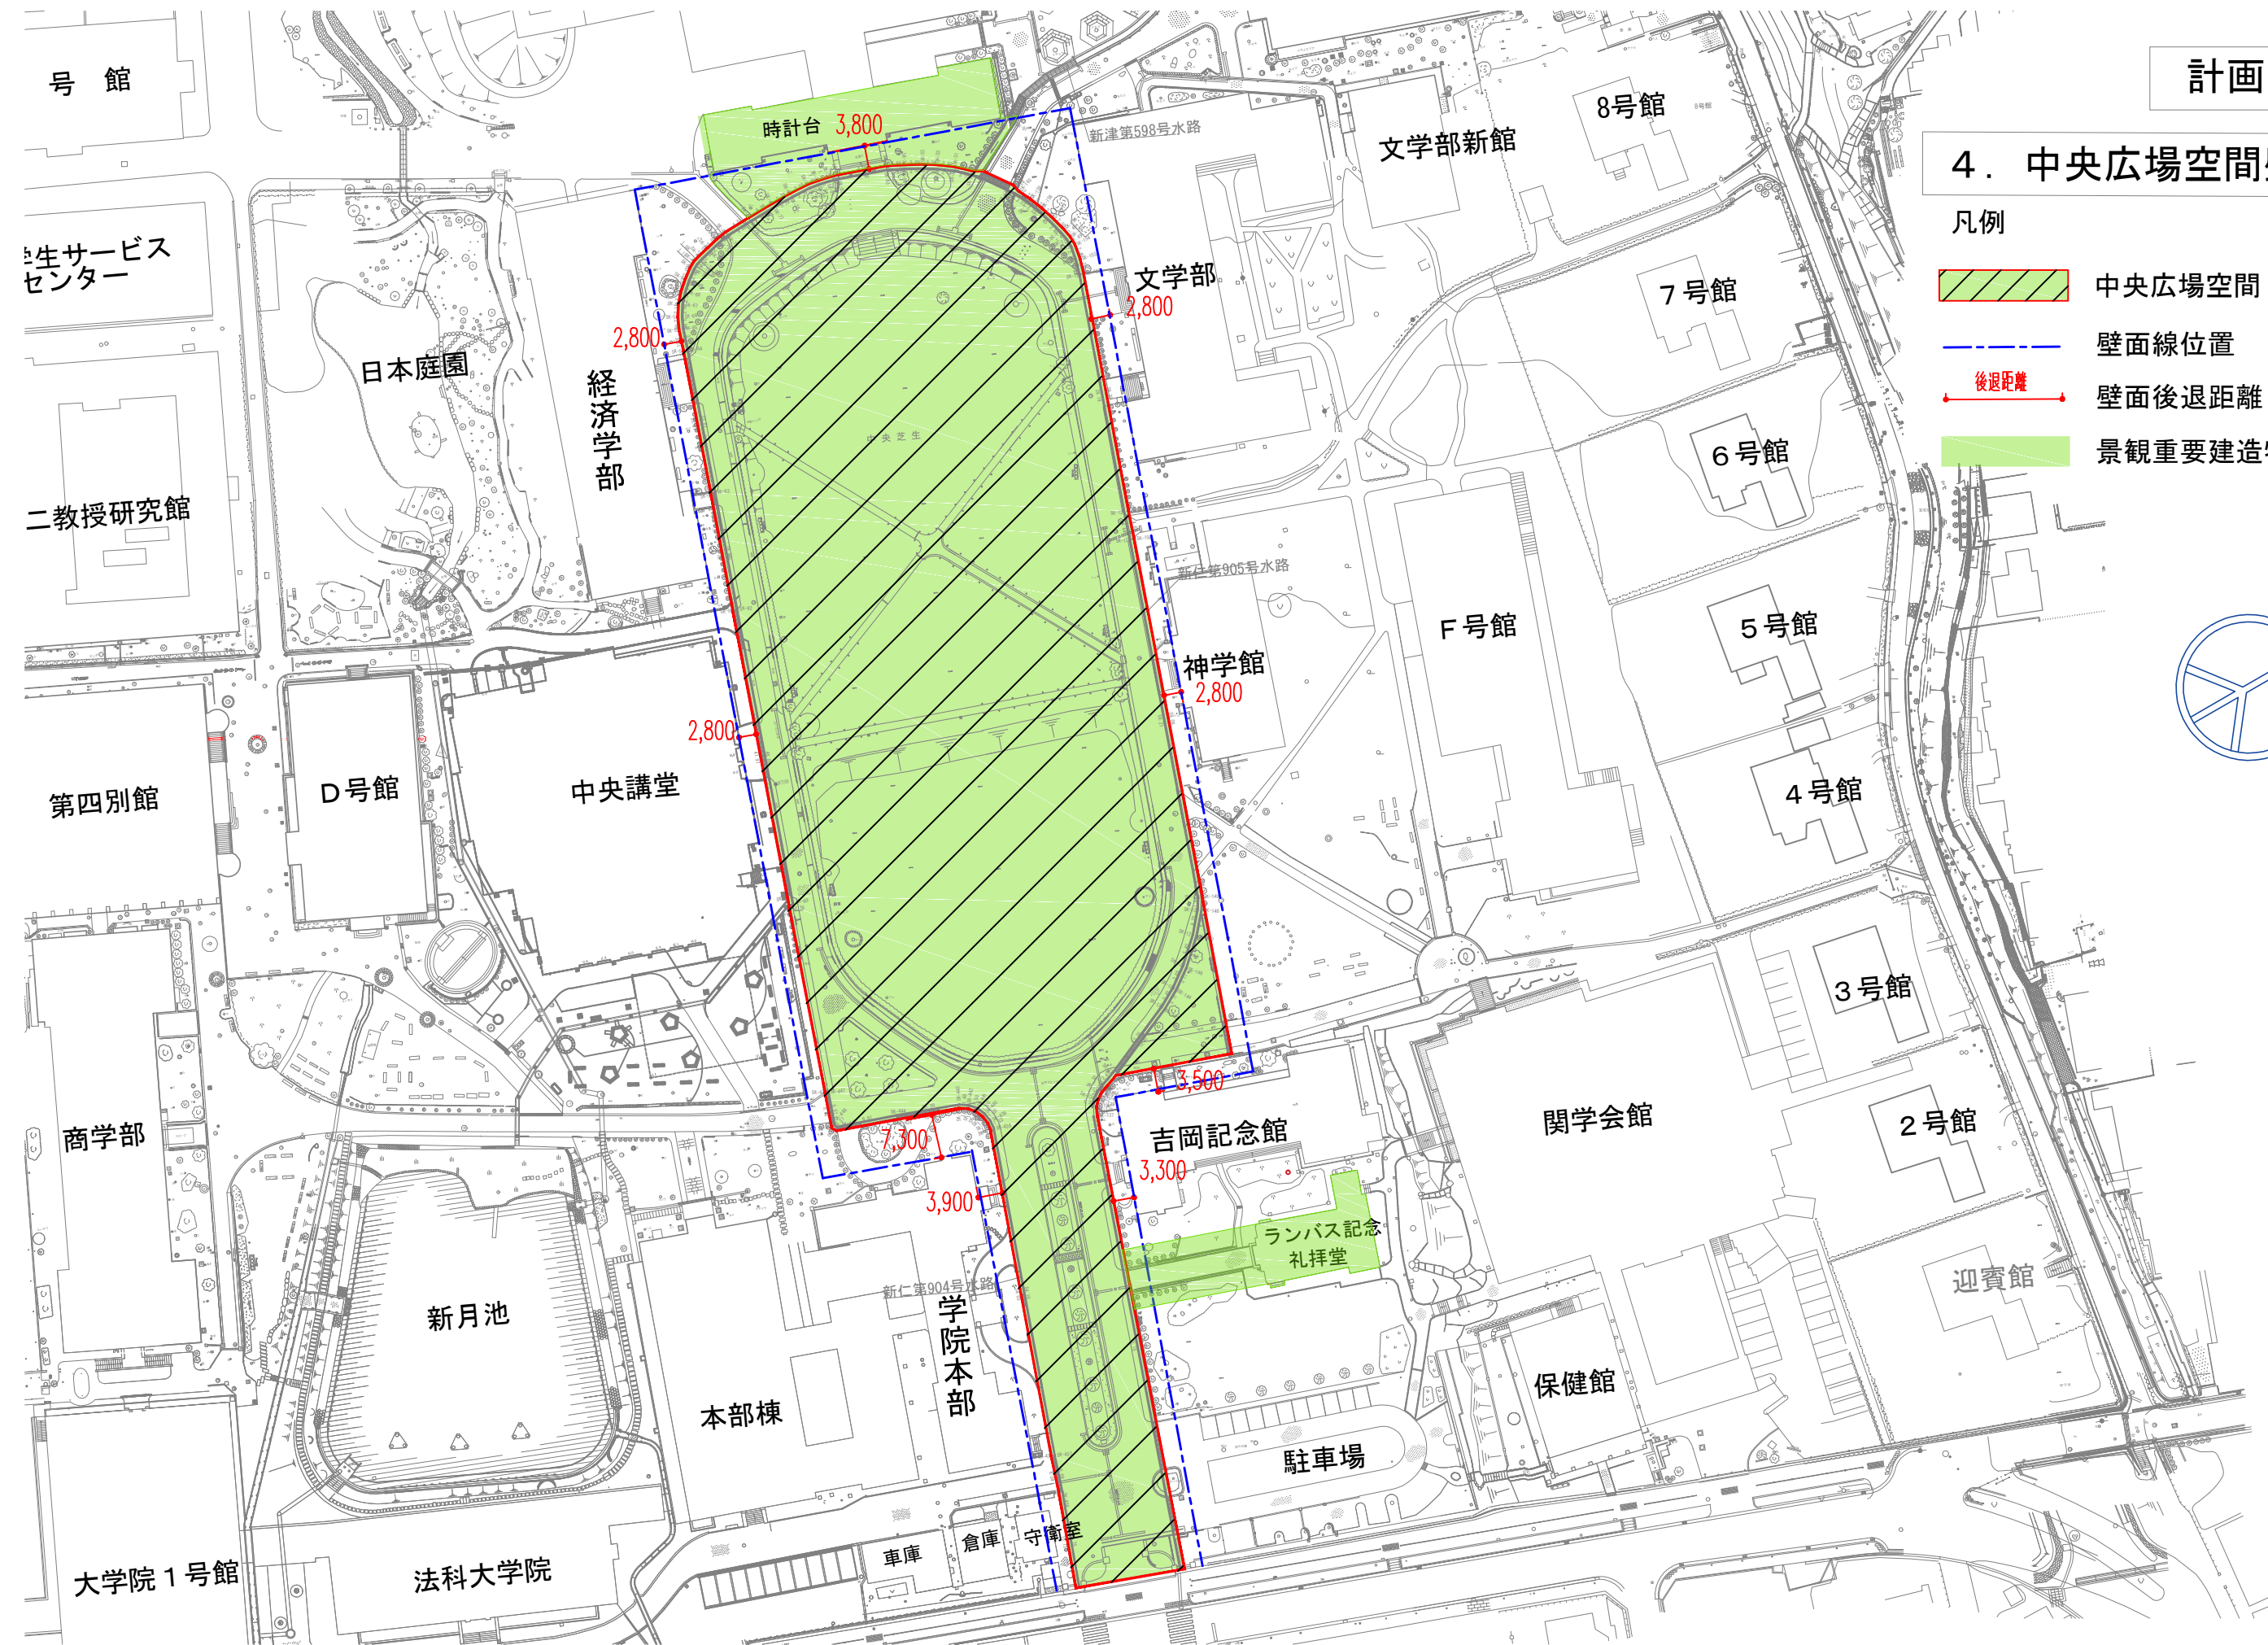 計画
4. 中央広場空間
凡例
中央広場空間
壁面線位置
後退距離
壁面後退距離
景観重要建造
号 館
時計台 3,800
新津第598号水路
文学部新館
8号館
生サービス
センター
日本庭園
経済学部
2,800
文学部
2,800
7号館
中央芝生
6号館
二教授研究館
新仁第905号水路
F号館
5号館
神学館
2,800
2,800
第四別館
D号館
中央講堂
4号館
3号館
3,500
7,300
商学部
吉岡記念館
関学会館
2号館
3,900
3,300
ランバス記念
礼拝堂
迎賓館
新仁第904号水路
新月池
学院本部
本部棟
保健館
駐車場
車庫
倉庫
守衛室
大学院1号館
法科大学院